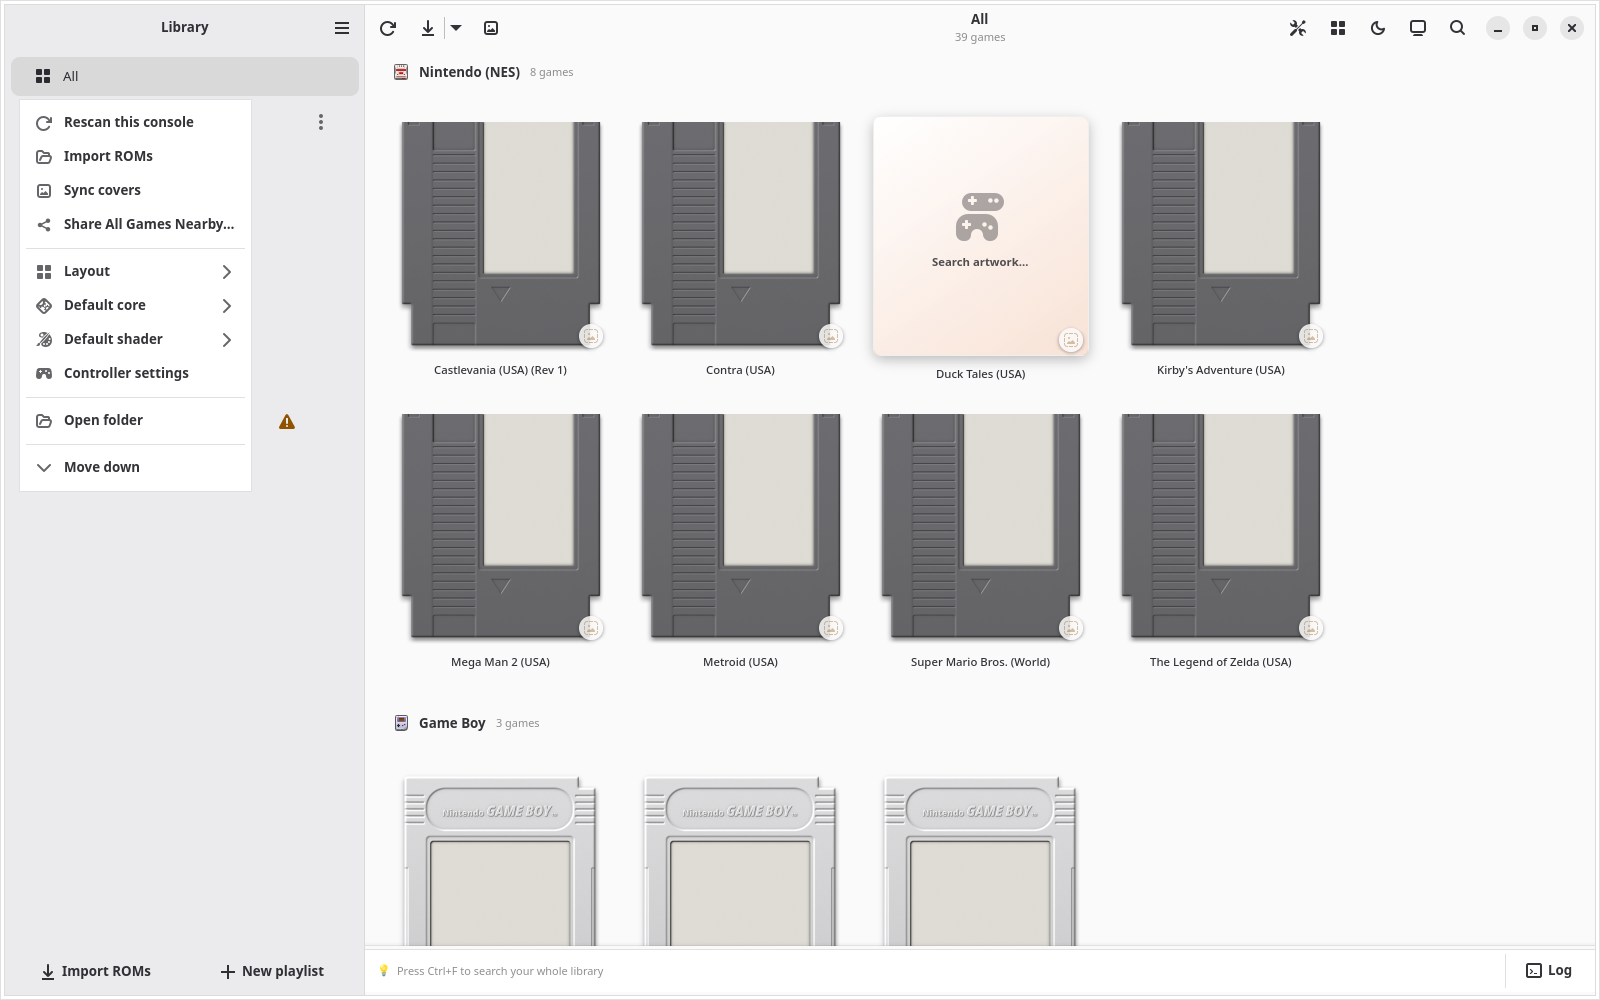 Library
All
39 games
All
Rescan this console
Import ROMs
Sync covers
Share All Games Nearby...
Layout
Default core
Default shader
Controller settings
Open folder
Move down
Import ROMs
New playlist
Nintendo (NES) 8 games
Search artwork...
Castlevania (USA) (Rev 1)
Contra (USA)
Duck Tales (USA)
Kirby's Adventure (USA)
Mega Man 2 (USA)
Metroid (USA)
Super Mario Bros. (World)
The Legend of Zelda (USA)
Game Boy 3 games
Nintendo GAME BOY TM
Nintendo GAME BOY TM
Nintendo GAME BOY TM
Press Ctrl+F to search your whole library
Log